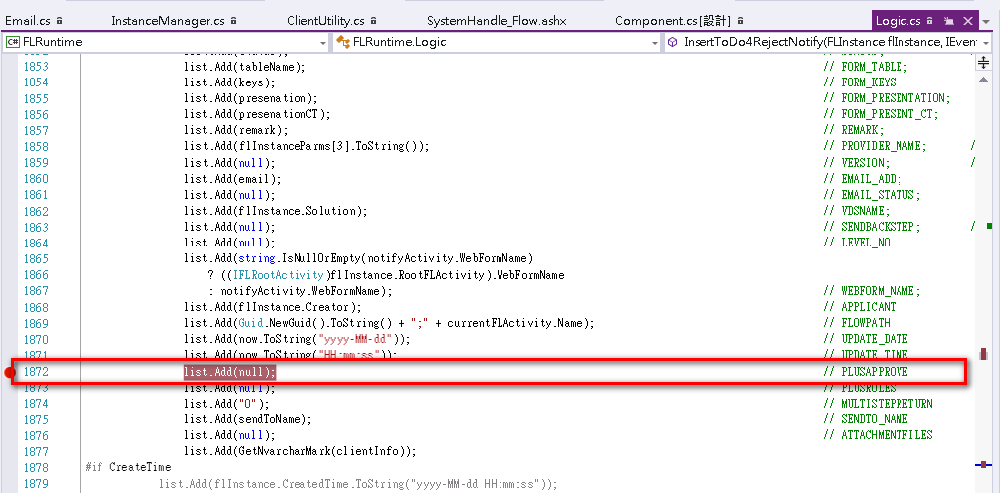 Email.cs InstanceManager.cs ClientUtility.cs SystemHandle_Flow.ashx Component.cs [設計] Logic.cs
C# FLRuntime FLRuntime.Logic InsertToDo4RejectNotify(FLInstance flInstance, IEvent
1853 list.Add(tableName); // FORM_TABLE;
1854 list.Add(keys); // FORM_KEYS
1855 list.Add(presenation); // FORM_PRESENTATION;
1856 list.Add(presenationCT); // FORM_PRESENT_CT;
1857 list.Add(remark); // REMARK;
1858 list.Add(flInstanceParms[3].ToString()); // PROVIDER_NAME; /
1859 list.Add(null); // VERSION; /
1860 list.Add(email); // EMAIL_ADD;
1861 list.Add(null); // EMAIL_STATUS;
1862 list.Add(flInstance.Solution); // VDSNAME;
1863 list.Add(null); // SENDBACKSTEP; /
1864 list.Add(null); // LEVEL_NO
1865 list.Add(string.IsNullOrEmpty(notifyActivity.WebFormName)
1866 ? ((IFLRootActivity)flInstance.RootFLActivity).WebFormName
1867 : notifyActivity.WebFormName); // WEBFORM_NAME;
1868 list.Add(flInstance.Creator); // APPLICANT
1869 list.Add(Guid.NewGuid().ToString() + ";" + currentFLActivity.Name); // FLOWPATH
1870 list.Add(now.ToString("yyyy-MM-dd")); // UPDATE_DATE
1871 list.Add(now.ToString("HH:mm:ss")); // UPDATE_TIME
1872 list.Add(null); // PLUSAPPROVE
1873 list.Add(null); // PLUSROLES
1874 list.Add("0"); // MULTISTEPRETURN
1875 list.Add(sendToName); // SENDTO_NAME
1876 list.Add(null); // ATTACHMENTFILES
1877 list.Add(GetNvarcharMark(clientInfo));
1878 #if CreateTime
1879 list.Add(flInstance.CreatedTime.ToString("yyyy-MM-dd HH:mm:ss"));